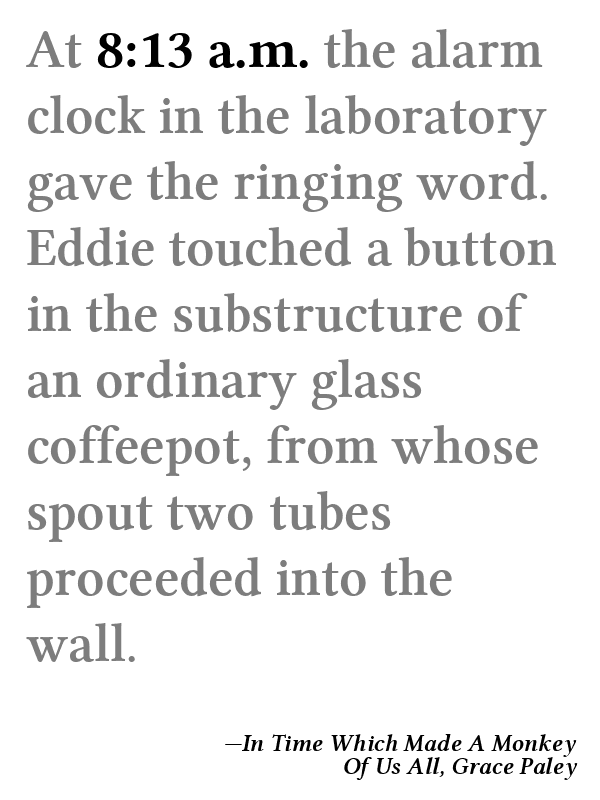 At 8:13 a.m. the alarm
clock in the laboratory
gave the ringing word.
Eddie touched a button
in the substructure of
an ordinary glass
coffeepot, from whose
spout two tubes
proceeded into the
wall.
—In Time Which Made A Monkey
Of Us All, Grace Paley